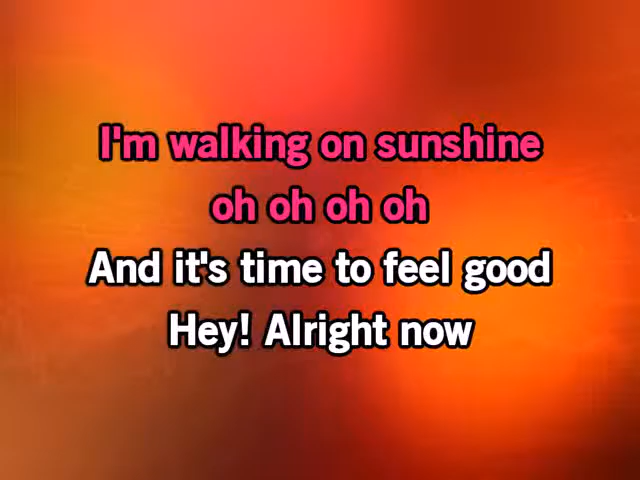 I'm walking on sunshine
oh oh oh oh
And it's time to feel good
Hey! Alright now